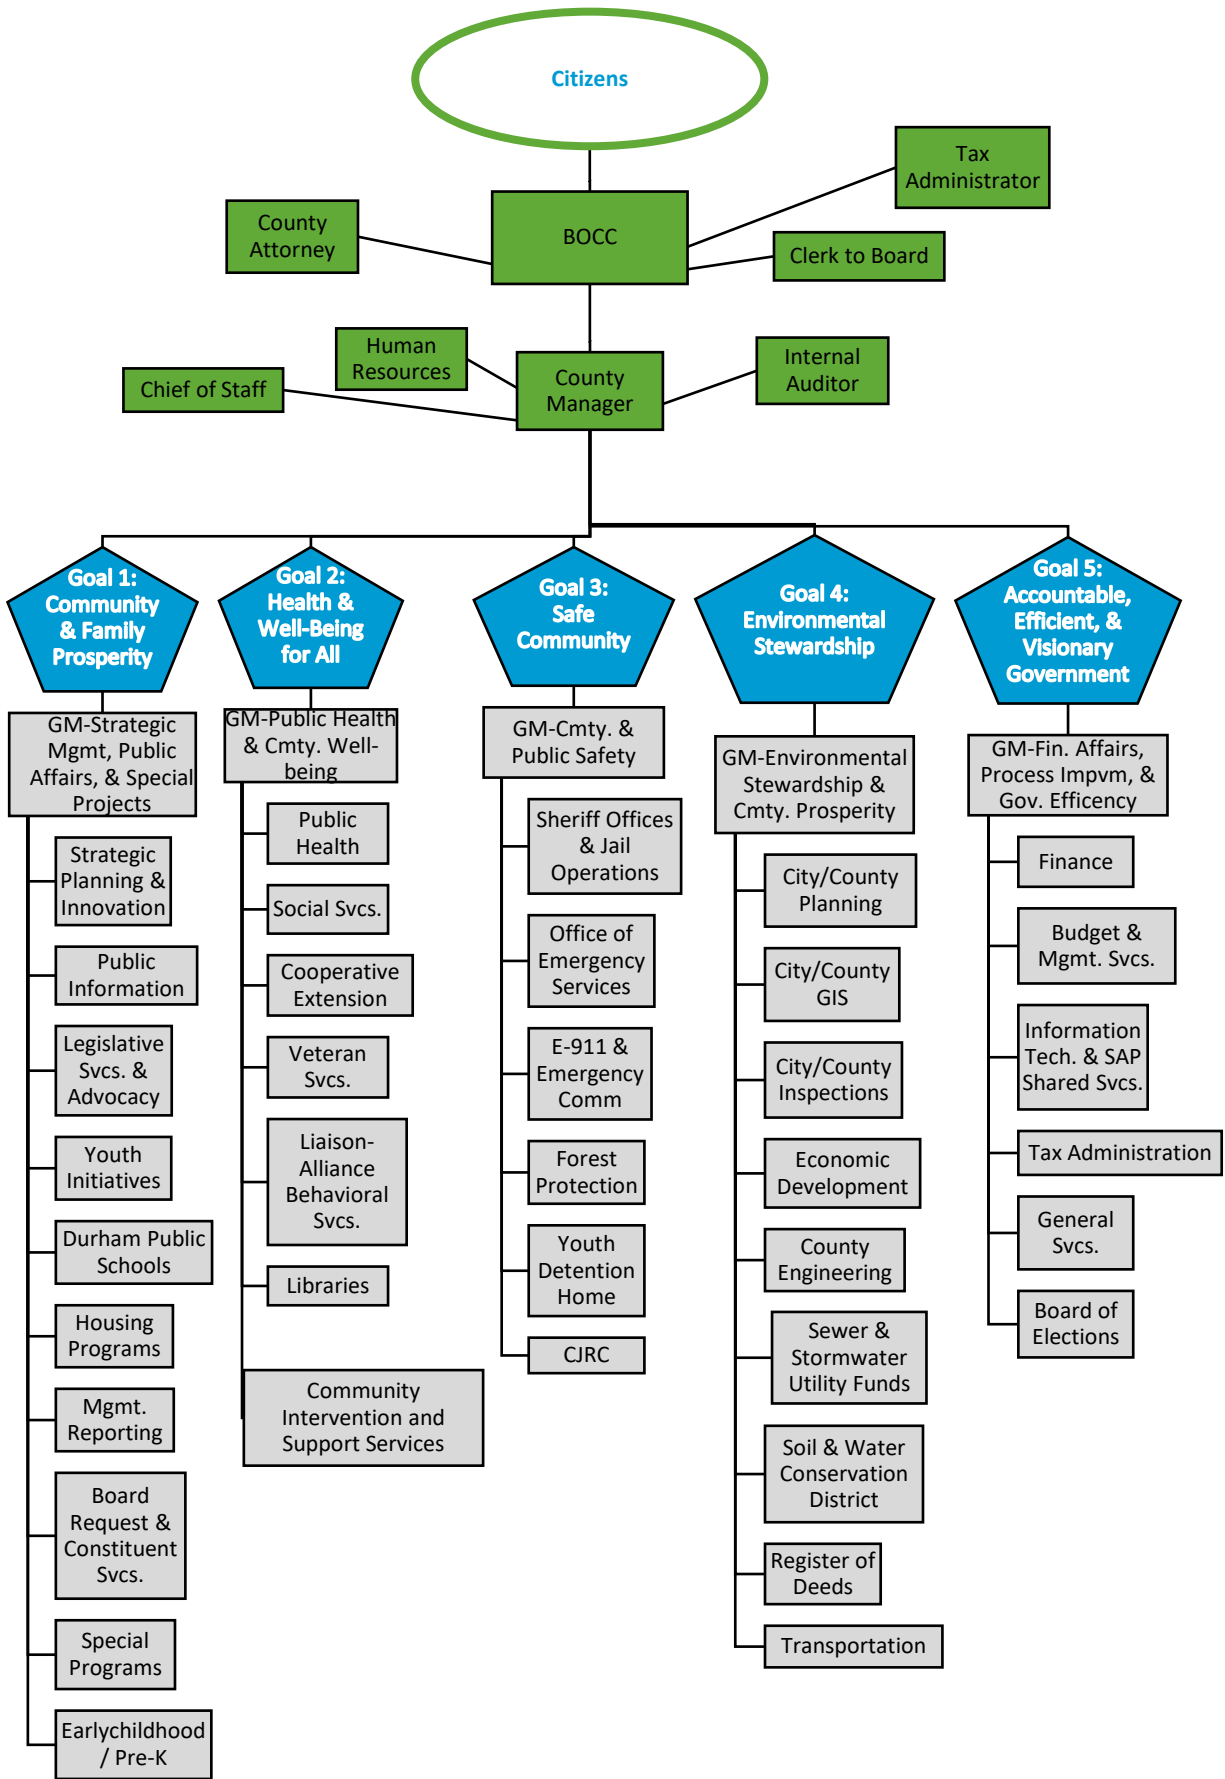 Citizens
Tax
Administrator
County
Attorney
BOCC
Clerk to Board
Human
Resources
Internal
Auditor
Chief of Staff
County
Manager
Goal 1:
Community
& Family
Prosperity
Goal 2:
Health &
Well-Being
for All
Goal 3:
Safe
Community
Goal 4:
Environmental
Stewardship
Goal 5:
Accountable,
Efficient, &
Visionary
Government
GM-Strategic
Mgmt, Public
Affairs, & Special
Projects
Strategic
Planning &
Innovation
Public
Information
Legislative
Svcs. &
Advocacy
Youth
Initiatives
Durham Public
Schools
Housing
Programs
Mgmt.
Reporting
Board
Request &
Constituent
Svcs.
Special
Programs
Earlychildhood
/ Pre-K
GM-Public Health
& Cmty. Well-
being
Public
Health
Social Svcs.
Cooperative
Extension
Veteran
Svcs.
Liaison-
Alliance
Behavioral
Svcs.
Libraries
Community
Intervention and
Support Services
GM-Cmty. &
Public Safety
Sheriff Offices
& Jail
Operations
Office of
Emergency
Services
E-911 &
Emergency
Comm
Forest
Protection
Youth
Detention
Home
CJRC
GM-Environmental
Stewardship &
Cmty. Prosperity
City/County
Planning
City/County
GIS
City/County
Inspections
Economic
Development
County
Engineering
Sewer &
Stormwater
Utility Funds
Soil & Water
Conservation
District
Register of
Deeds
Transportation
GM-Fin. Affairs,
Process Impvm, &
Gov. Efficency
Finance
Budget &
Mgmt. Svcs.
Information
Tech. & SAP
Shared Svcs.
Tax Administration
General
Svcs.
Board of
Elections